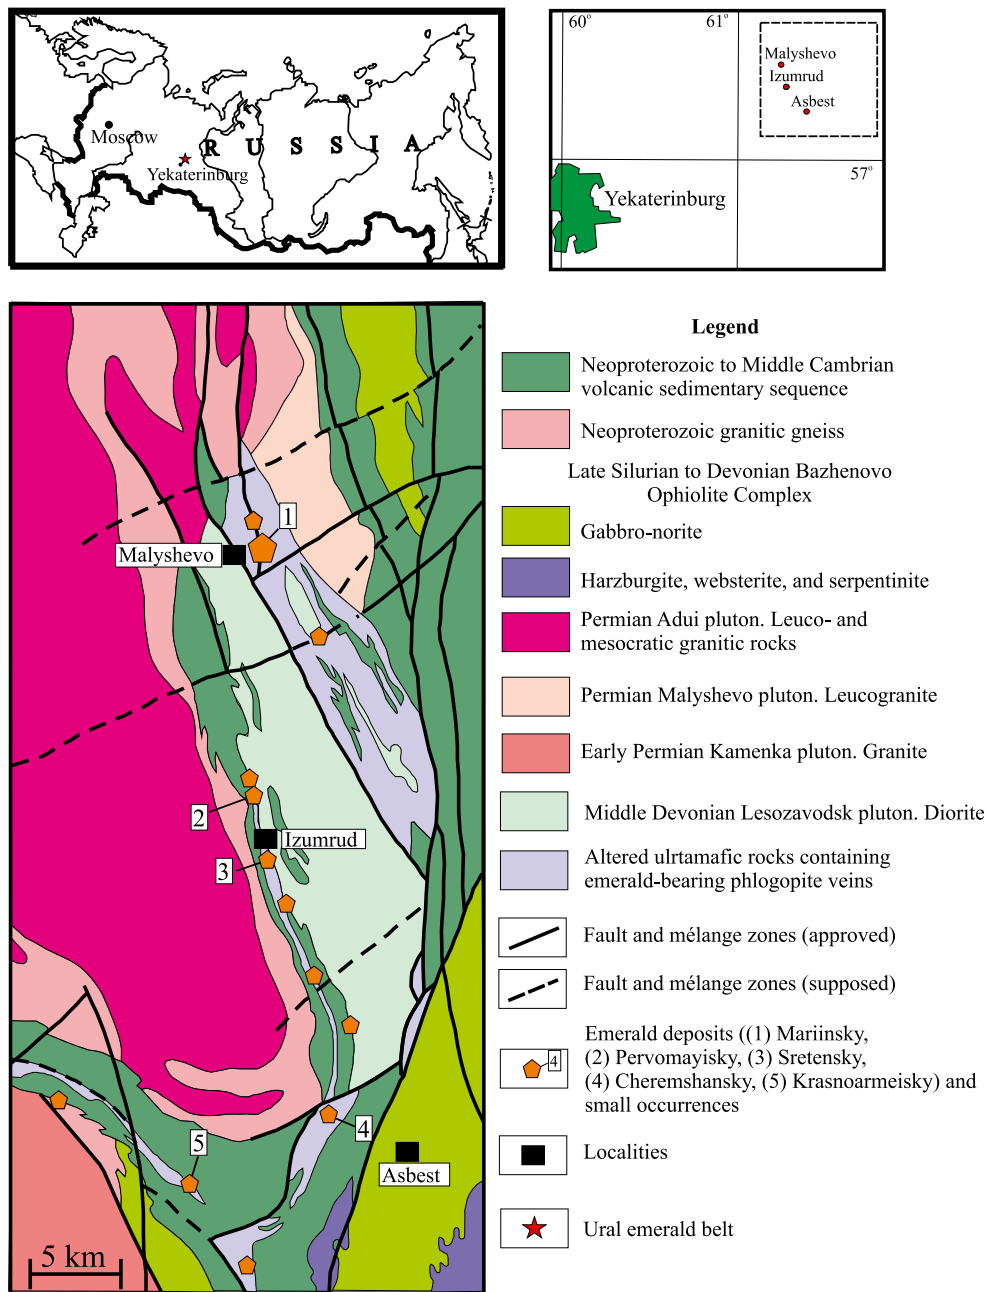 Moscow
RUSSIA
Yekaterinburg
60°
61°
Malyshevo
Izumrud
Asbest
57°
Yekaterinburg
1
Malyshevo
2
Izumrud
3
4
5
Asbest
5 km
Legend
Neoproterozoic to Middle Cambrian
volcanic sedimentary sequence
Neoproterozoic granitic gneiss
Late Silurian to Devonian Bazhenovo
Ophiolite Complex
Gabbro-norite
Harzburgite, websterite, and serpentinite
Permian Adui pluton. Leuco- and
mesocratic granitic rocks
Permian Malyshevo pluton. Leucogranite
Early Permian Kamenka pluton. Granite
Middle Devonian Lesozavodsk pluton. Diorite
Altered ulrtamafic rocks containing
emerald-bearing phlogopite veins
Fault and mélange zones (approved)
Fault and mélange zones (supposed)
4
Emerald deposits ((1) Mariinsky,
(2) Pervomayisky, (3) Sretensky,
(4) Cheremshansky, (5) Krasnoarmeisky) and
small occurrences
Localities
Ural emerald belt